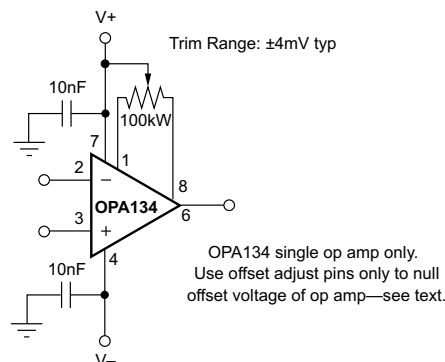 V+
Trim Range: ±4mV typ
10nF
100kW
7
1
2
−
8
OPA134
6
3
+
4
10nF
OPA134 single op amp only.
Use offset adjust pins only to null
offset voltage of op amp—see text.
V−